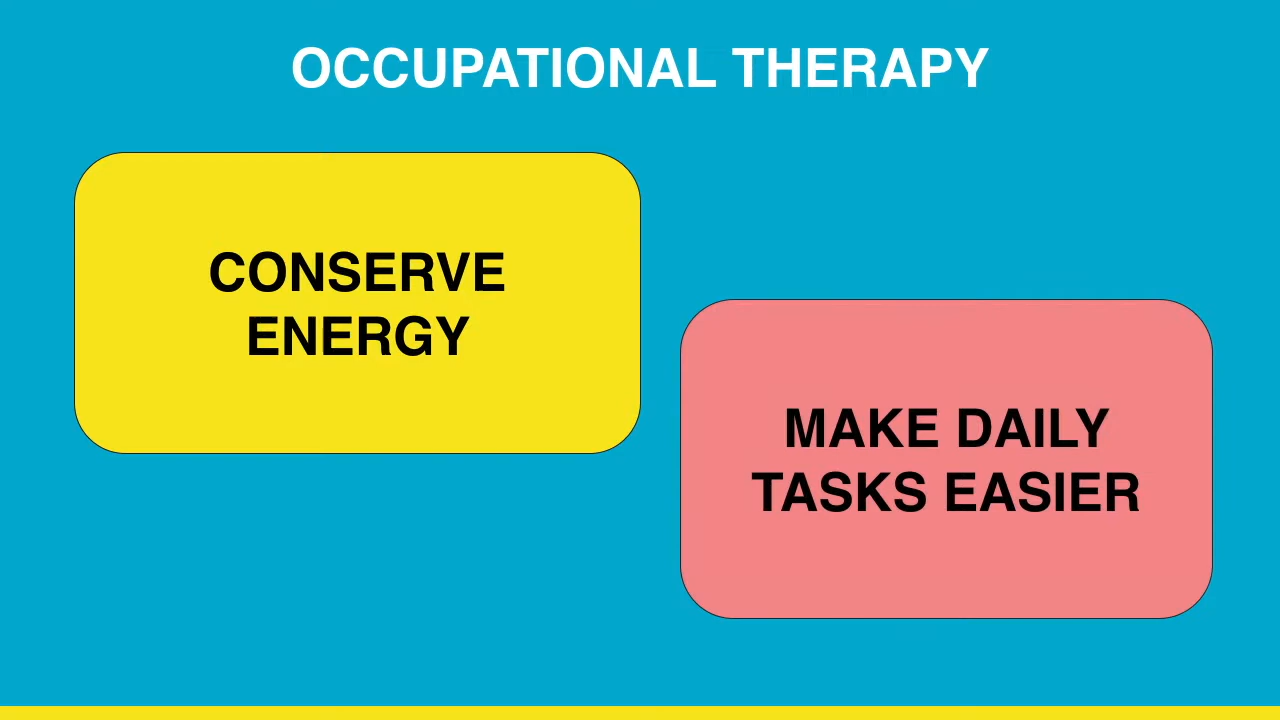 OCCUPATIONAL THERAPY
CONSERVE
ENERGY
MAKE DAILY
TASKS EASIER